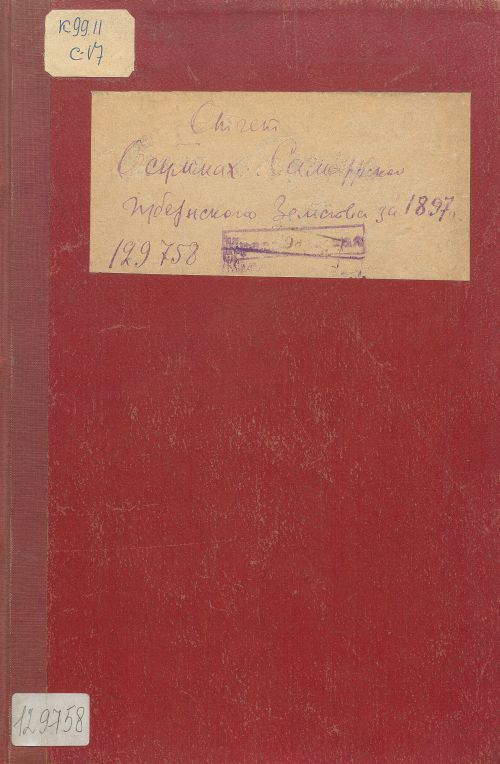 К99.11
С-17
Отчет
О суммах Самарского
Губернского Земства за 1897 г.
129758
129758